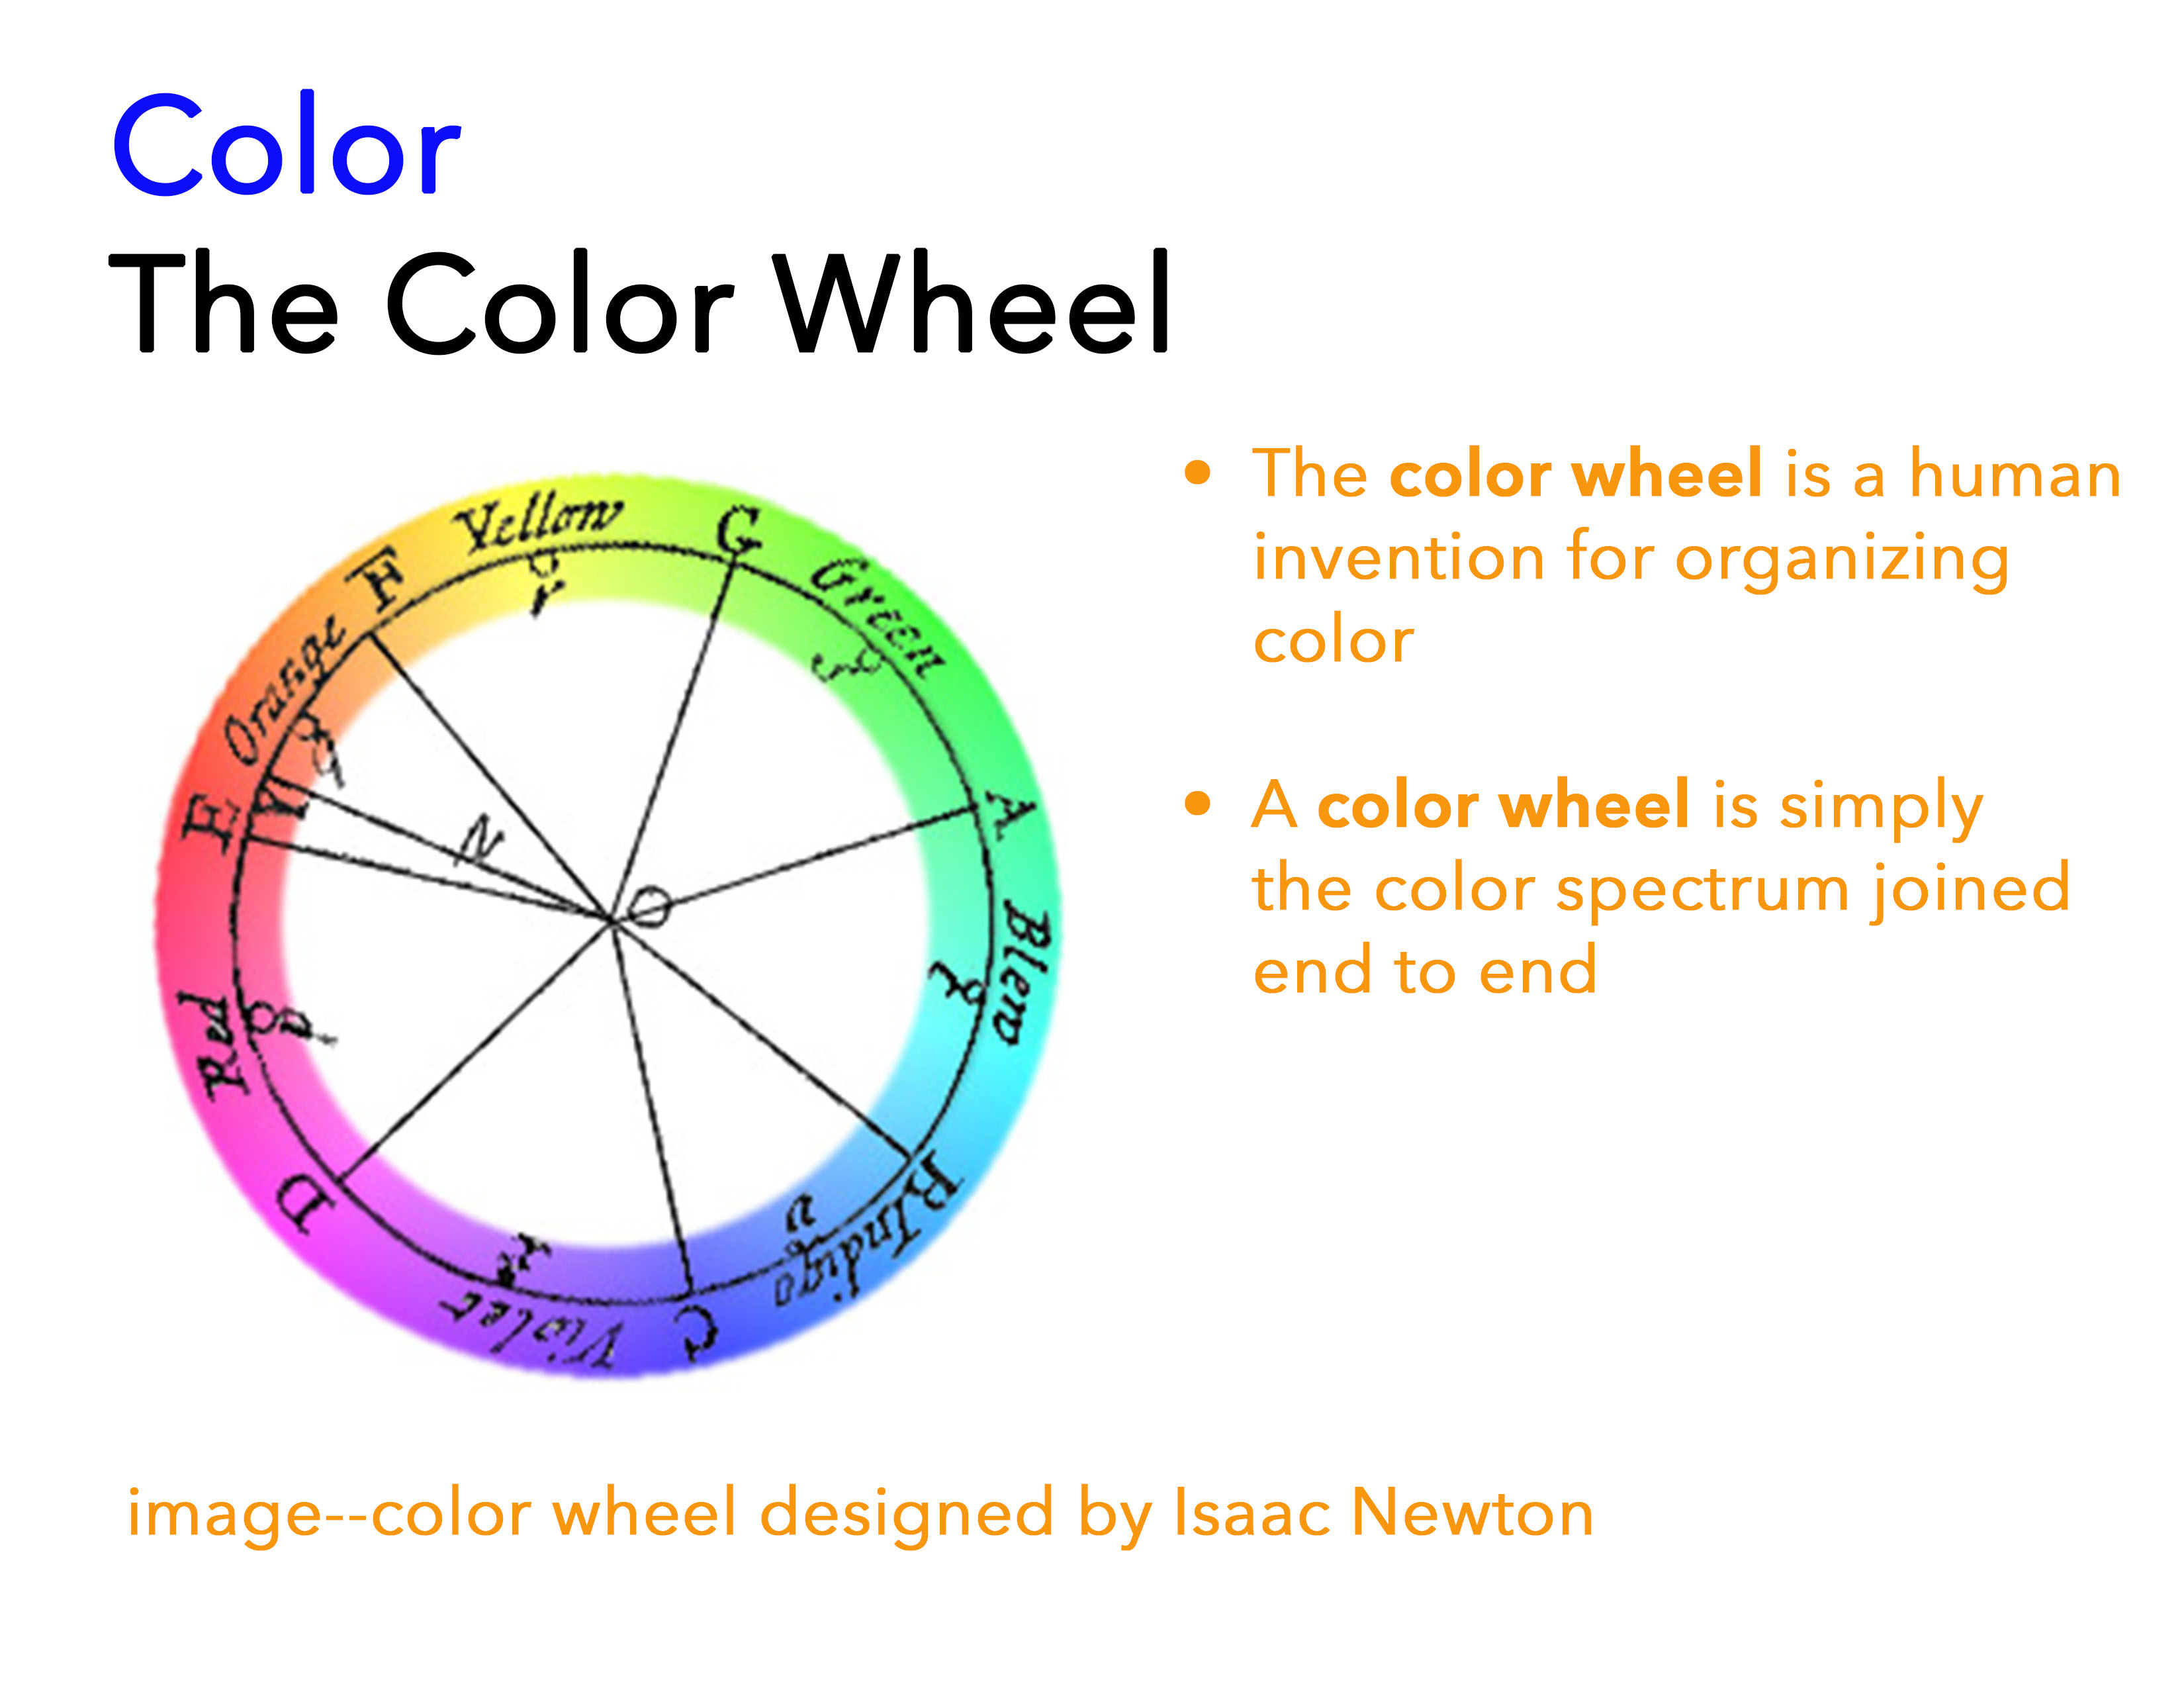 Color
The Color Wheel
• The color wheel is a human
invention for organizing
color
• A color wheel is simply
the color spectrum joined
end to end
Yellow
G
Green
F
Orange
A
E
Y
N
O
Blew
Red
D
B
Indigo
C
Violet
r
p
x
v
image--color wheel designed by Isaac Newton